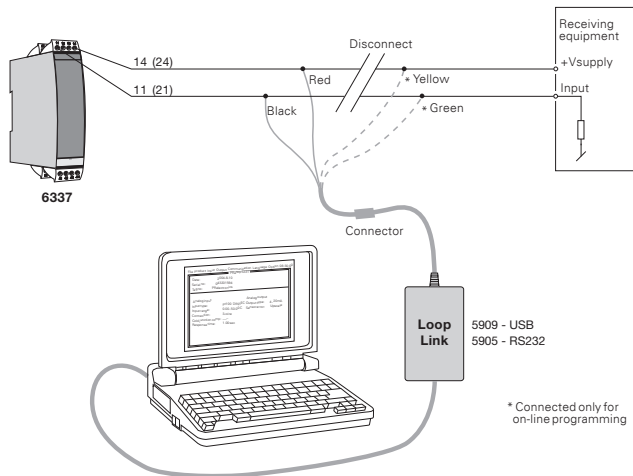 Receiving
equipment
+Vsupply
Input
Disconnect
14 (24)
11 (21)
Red
* Yellow
Black
* Green
6337
Connector
Loop
Link
5909 - USB
5905 - RS232
* Connected only for
on-line programming